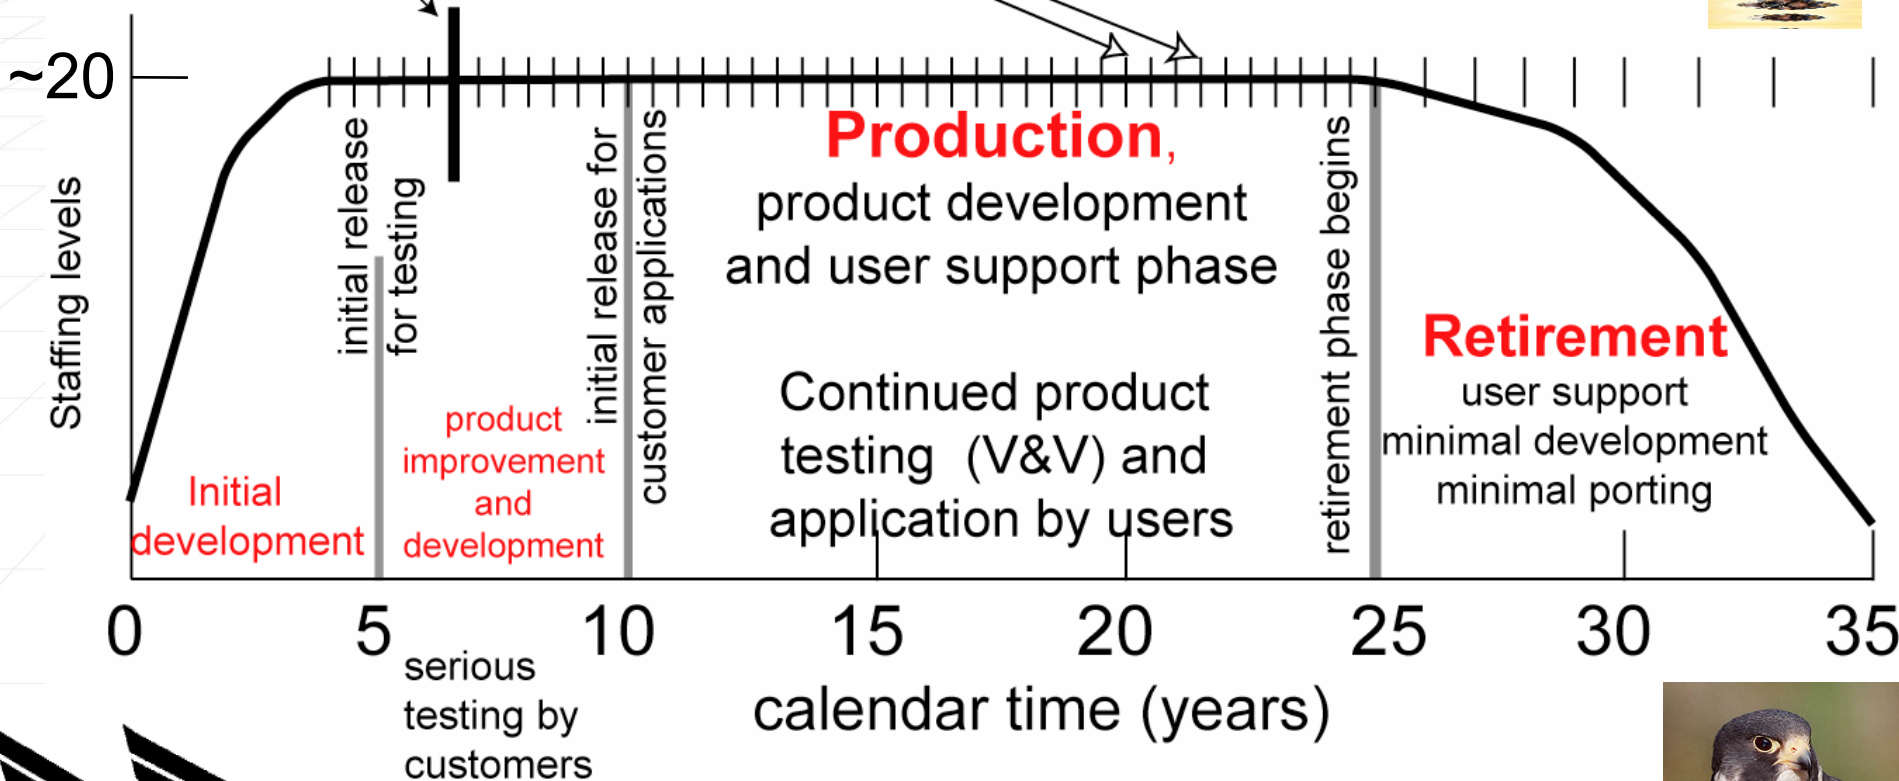 ~20
Staffing levels
initial release
for testing
initial release for
customer applications
Production,
product development
and user support phase
Continued product
testing (V&V) and
application by users
retirement phase begins
Retirement
user support
minimal development
minimal porting
Initial
development
product
improvement
and
development
0 5 10 15 20 25 30 35
serious
testing by
customers
calendar time (years)